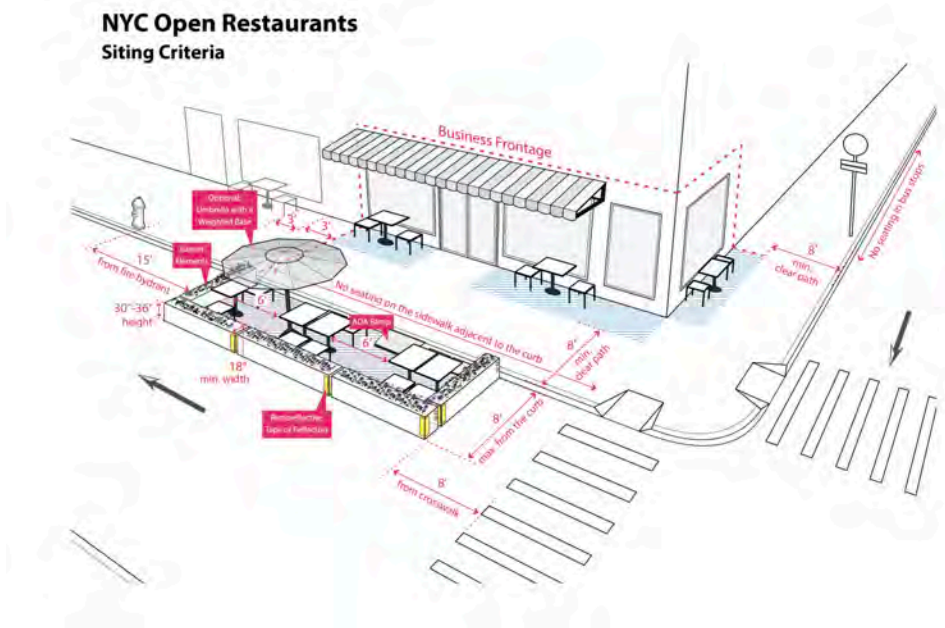 NYC Open Restaurants
Siting Criteria
Business Frontage
No seating in bus stops
Optional:
Umbrella with a
Weighted Base
3'
3'
8'
min.
clear path
15'
from fire hydrant
Elements
30"-36"
height
6'
No seating on the sidewalk adjacent to the curb
ADA Ramp
6'
8'
min.
clear path
18"
min. width
Tape or Reflectors
8'
max. from the curb
8'
from crosswalk